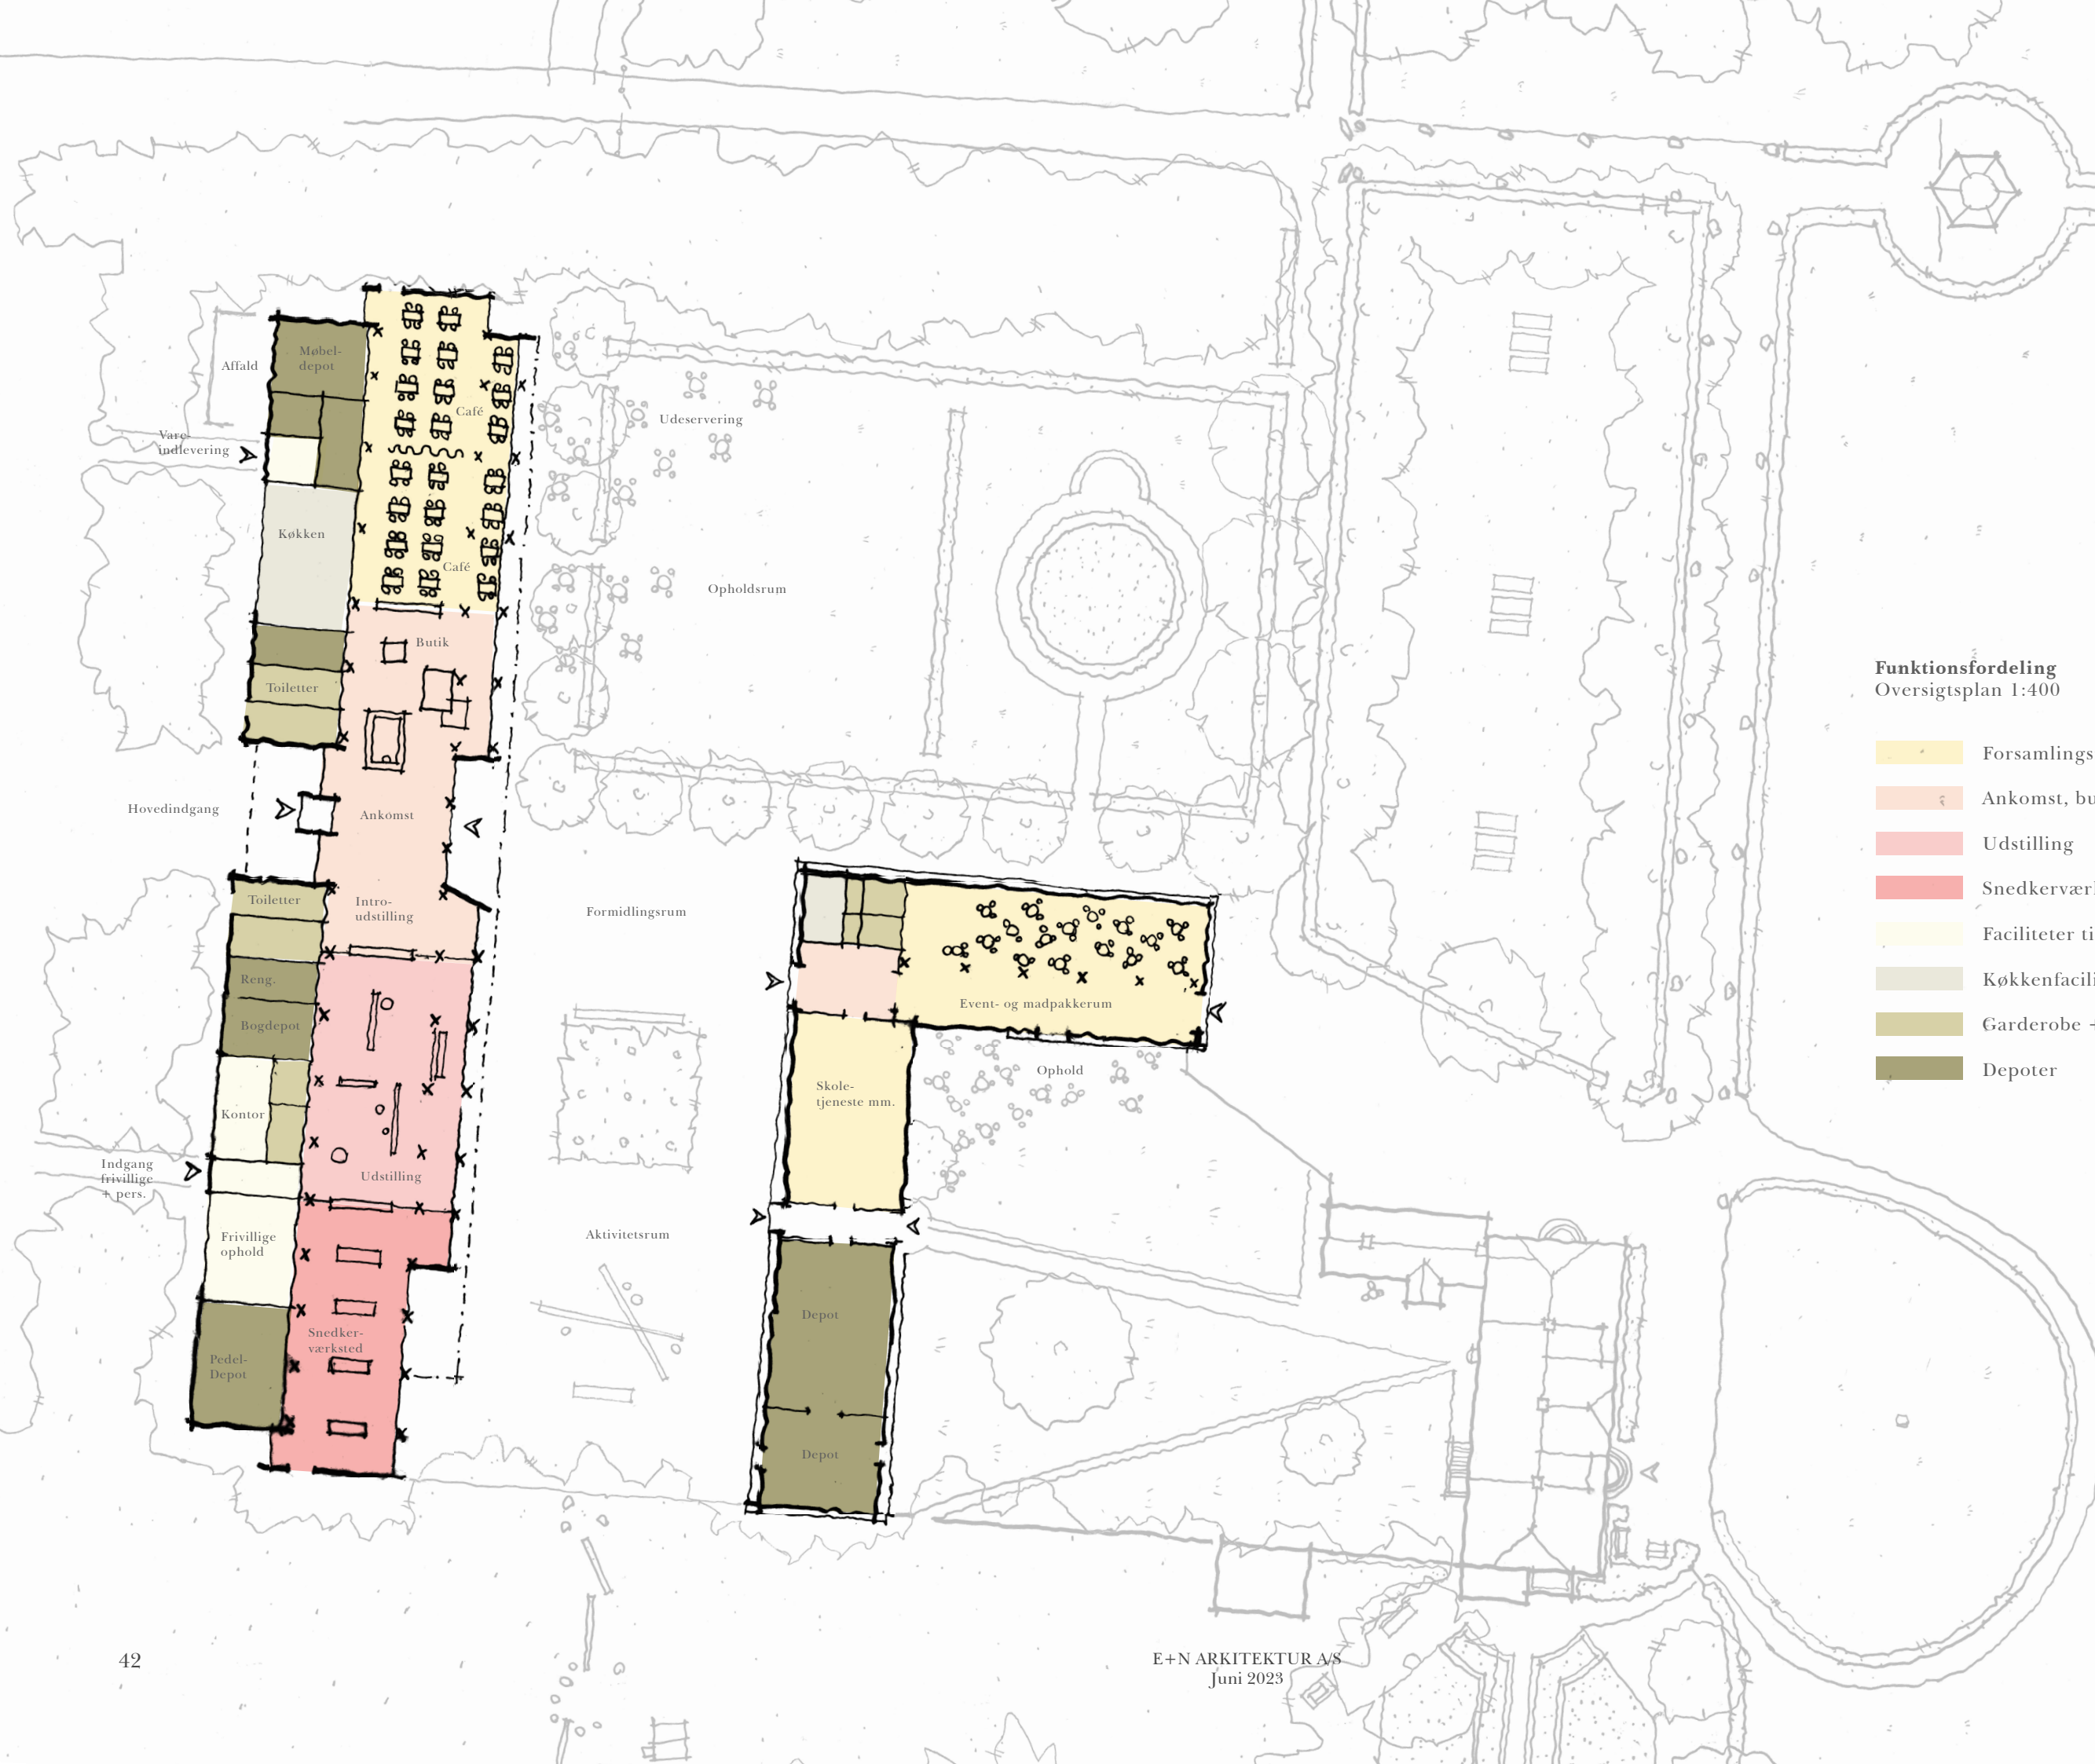 Møbel-
depot
Affald
Café
Vare-
indlevering
Udeservering
Køkken
Café
Opholdsrum
Butik
Toiletter
Hovedindgang
Ankomst
Toiletter
Intro-
udstilling
Formidlingsrum
Reng.
Bogdepot
Kontor
Udstilling
Indgang
frivillige
+ pers.
Frivillige
ophold
Aktivitetsrum
Snedker-
værksted
Pedel-
Depot
Event- og madpakkerum
Skole-
tjeneste mm.
Ophold
Depot
Depot
Funktionsfordeling
Oversigtsplan 1:400
Forsamlings
Ankomst, bu
Udstilling
Snedkervær
Faciliteter ti
Køkkenfacili
Garderobe +
Depoter
42
E+N ARKITEKTUR A/S
Juni 2023